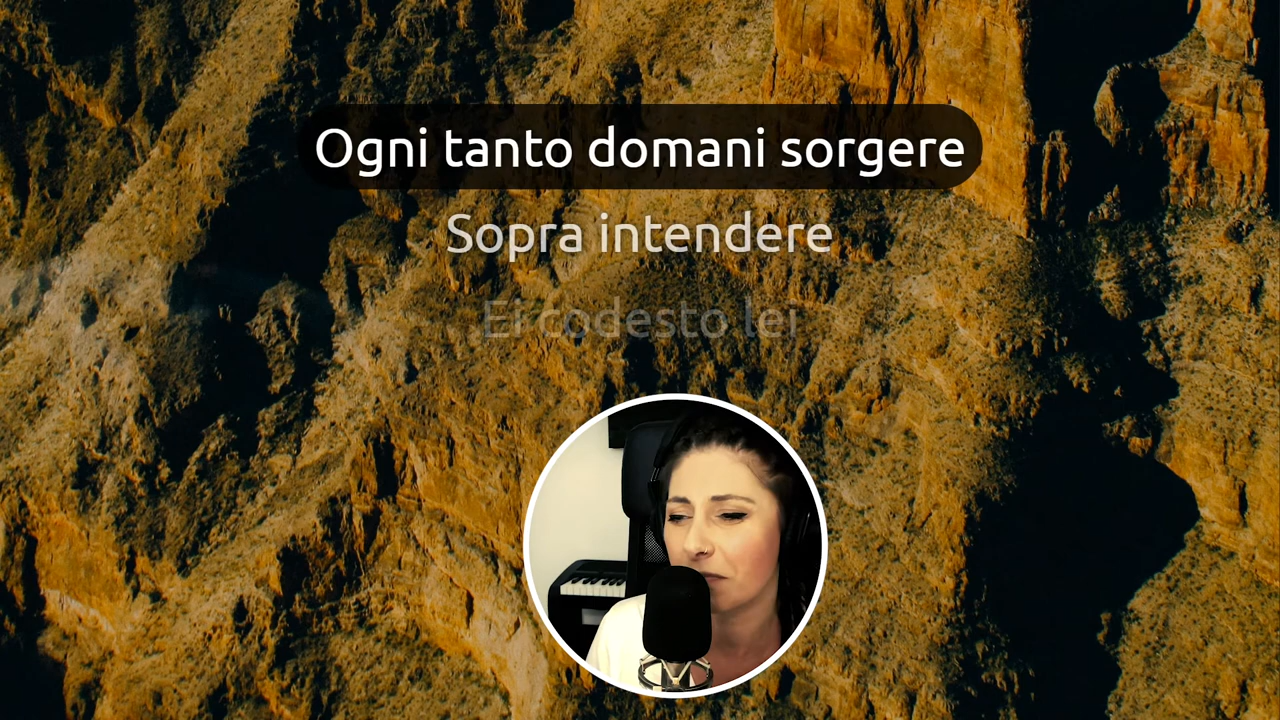 Ogni tanto domani sorgere
Sopra intendere
Ei codesto lei